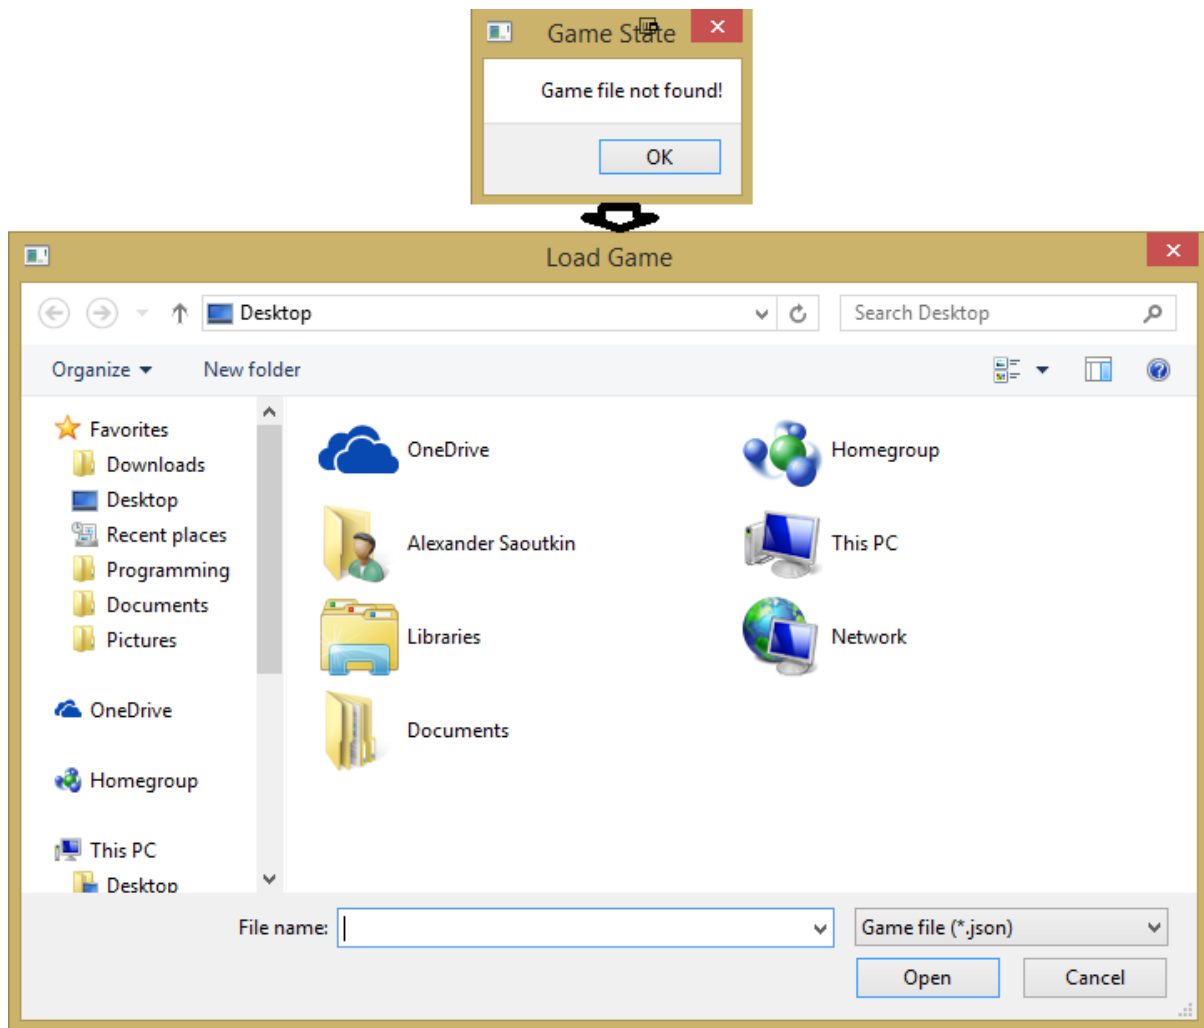 Game State
Game file not found!
OK
Load Game
Desktop
Search Desktop
Organize
New folder
Favorites
Downloads
Desktop
Recent places
Programming
Documents
Pictures
OneDrive
Homegroup
This PC
Desktop
OneDrive
Homegroup
Alexander Saoutkin
This PC
Libraries
Network
Documents
File name:
Game file (*.json)
Open
Cancel